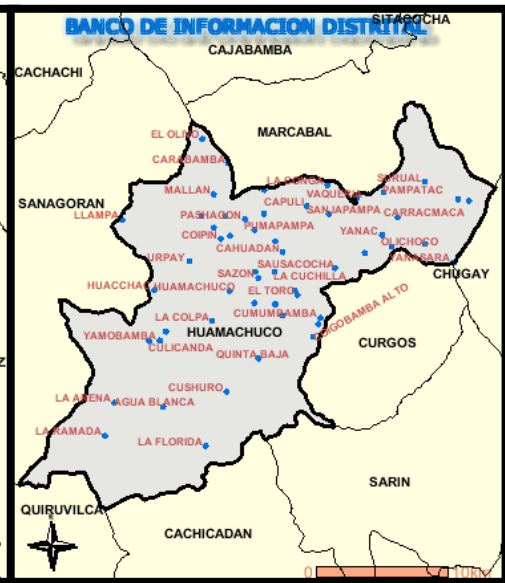 BANCO DE INFORMACION DISTRITAL
SITACOCHA
CAJABAMBA
CACHACHI
EL OLIVO
MARCABAL
CARABAMBA
LA CONGA
SURUAL
MALLAN
VAQUERIA
PAMPATAC
SANAGORAN
CAPULI
LLAMPA
PASHAGON
SANJAPAMPA
CARRACMACA
PUMAPAMPA
COIPIN
YANAC
CAHUADAN
OLICHOCO
URPAY
SAUSACOCHA
YANASARA
SAZON
LA CUCHILLA
CHUGAY
HUACCHAC
HUAMACHUCO
EL TORO
LA COLPA
CUMUMBAMBA
COIGOBAMBA ALTO
YAMOBAMBA
HUAMACHUCO
CULICANDA
CURGOS
QUINTA BAJA
CUSHURO
LA ARENA
AGUA BLANCA
LA RAMADA
LA FLORIDA
SARIN
QUIRUVILCA
CACHICADAN
0 10km